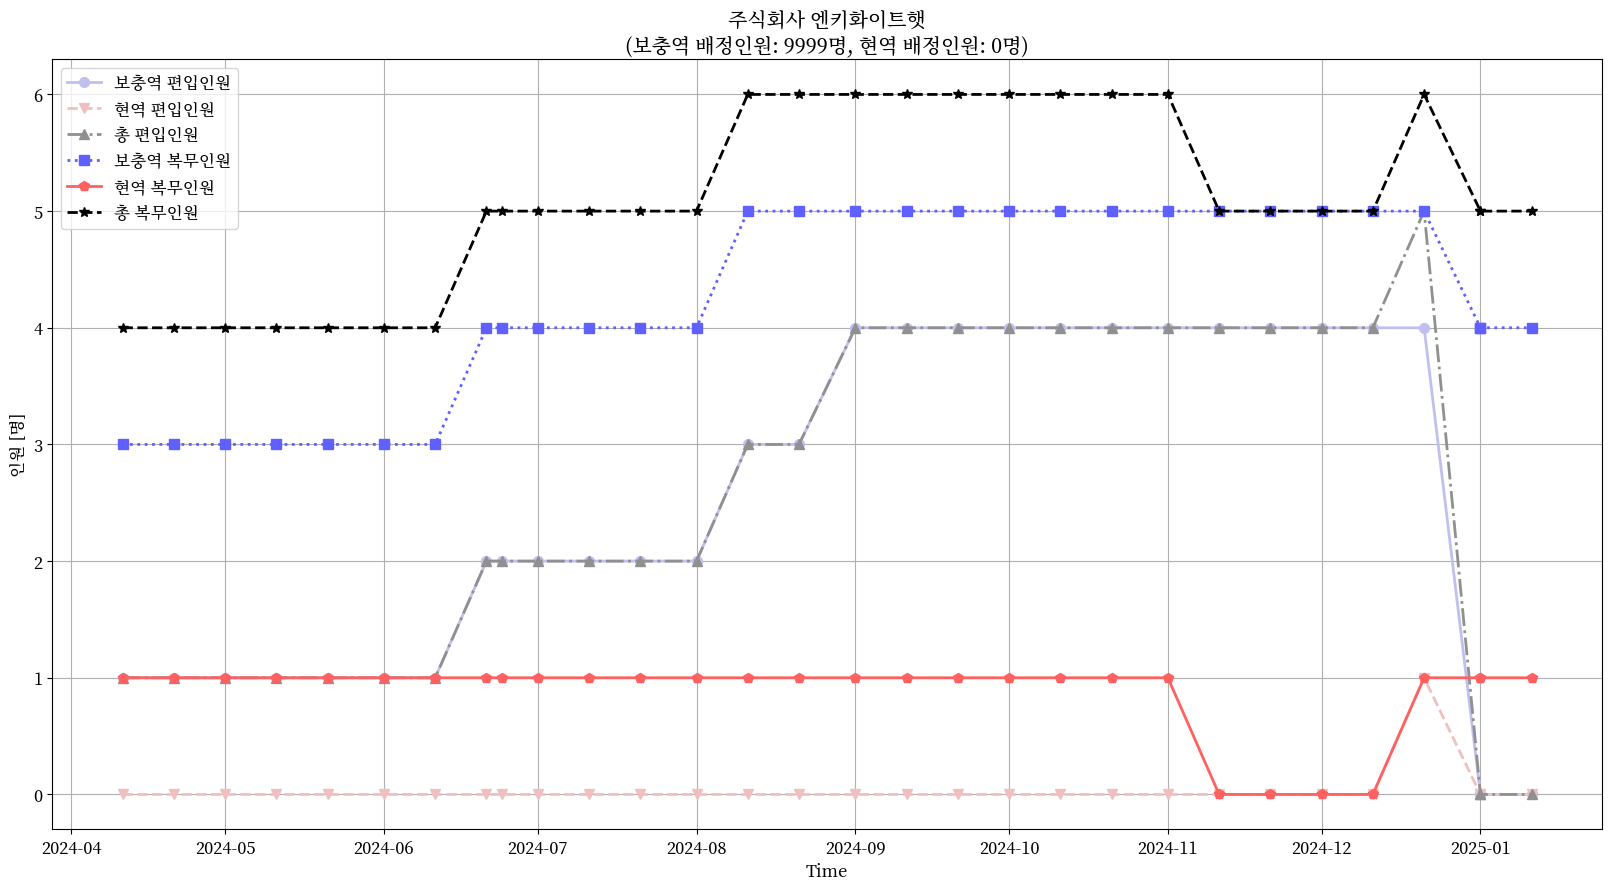 주식회사 엔키화이트햇
(보충역 배정인원: 9999명, 현역 배정인원: 0명)
보충역 편입인원
현역 편입인원
총 편입인원
보충역 복무인원
현역 복무인원
총 복무인원
인원 [명]
6
5
4
3
2
1
0
2024-04
2024-05
2024-06
2024-07
2024-08
2024-09
2024-10
2024-11
2024-12
2025-01
Time